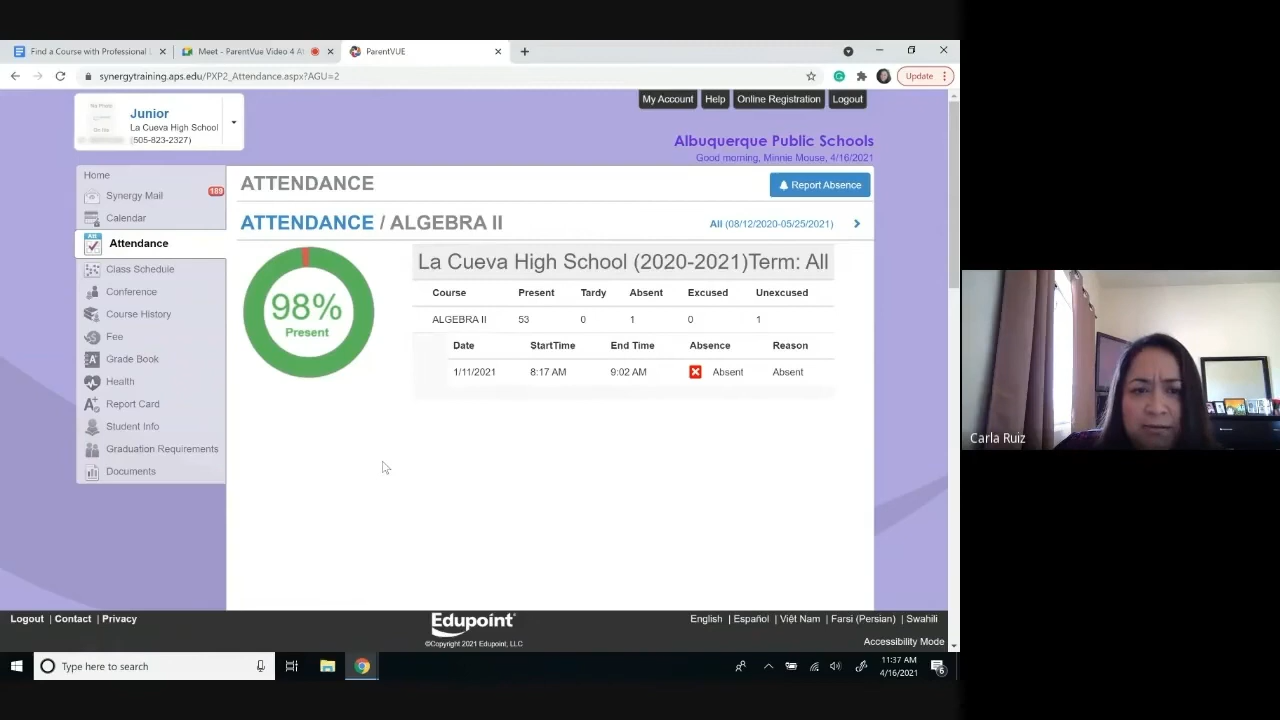 Find a Course with Professional L
Meet - ParentVue Video 4 At
ParentVUE
synergytraining.aps.edu/PXP2_Attendance.aspx?AGU=2
Update
My Account
Help
Online Registration
Logout
No Photo
On file
Junior
La Cueva High School
(505-823-2327)
Albuquerque Public Schools
Good morning, Minnie Mouse, 4/16/2021
Home
Synergy Mail
189
Calendar
Attendance
Class Schedule
Conference
Course History
Fee
Grade Book
Health
Report Card
Student Info
Graduation Requirements
Documents
ATTENDANCE
Report Absence
ATTENDANCE / ALGEBRA II
All (08/12/2020-05/25/2021)
98%
Present
La Cueva High School (2020-2021)Term: All
Course Present Tardy Absent Excused Unexcused
ALGEBRA II 53 0 1 0 1
Date StartTime End Time Absence Reason
1/11/2021 8:17 AM 9:02 AM Absent Absent
Carla Ruiz
Logout | Contact | Privacy
Edupoint
©Copyright 2021 Edupoint, LLC
English | Español | Việt Nam | Farsi (Persian) | Swahili
Accessibility Mode
Type here to search
11:37 AM
4/16/2021
6